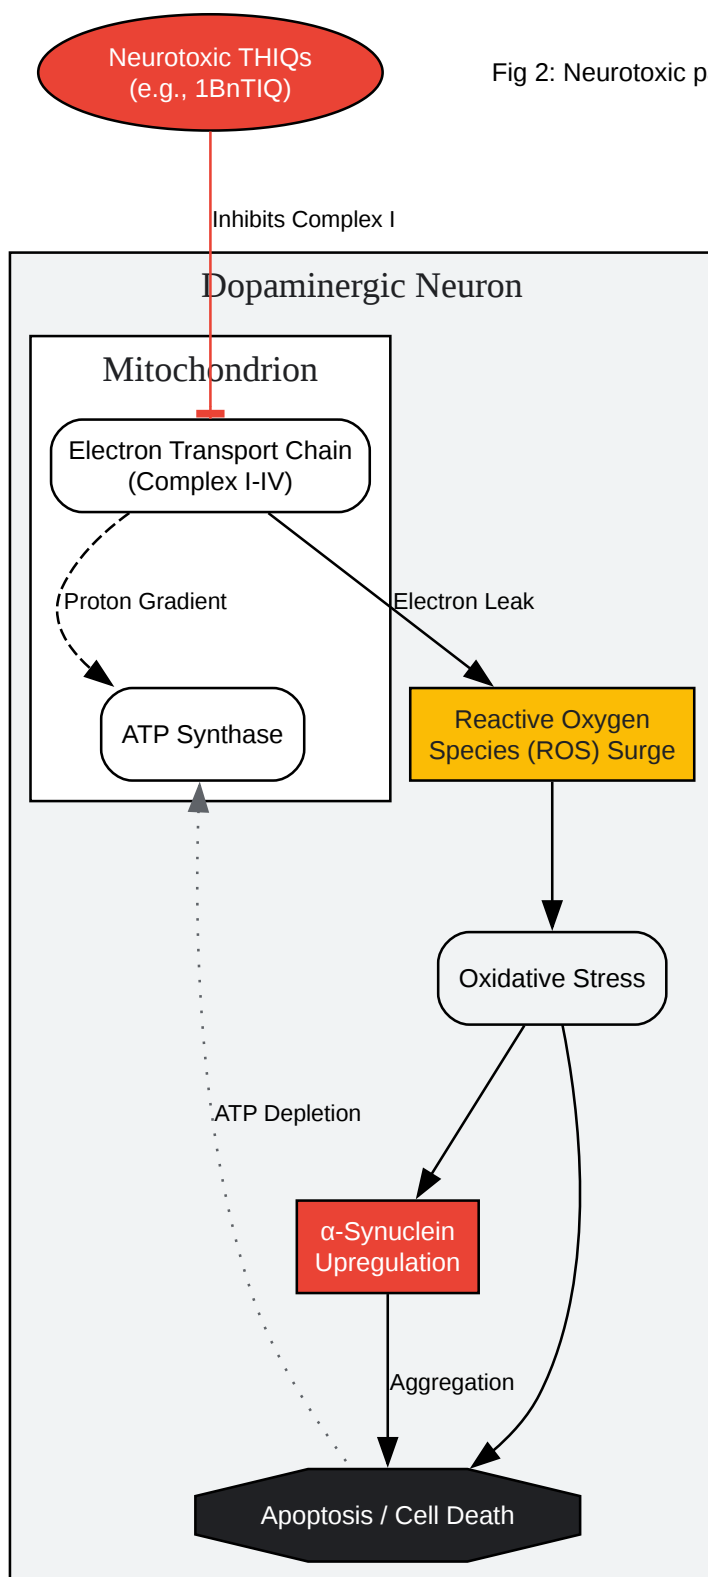 Neurotoxic THIQs
(e.g., 1BnTIQ)
Fig 2: Neurotoxic p
Inhibits Complex I
Dopaminergic Neuron
Mitochondrion
Electron Transport Chain
(Complex I-IV)
Proton Gradient
Electron Leak
ATP Synthase
Reactive Oxygen
Species (ROS) Surge
Oxidative Stress
ATP Depletion
α-Synuclein
Upregulation
Aggregation
Apoptosis / Cell Death